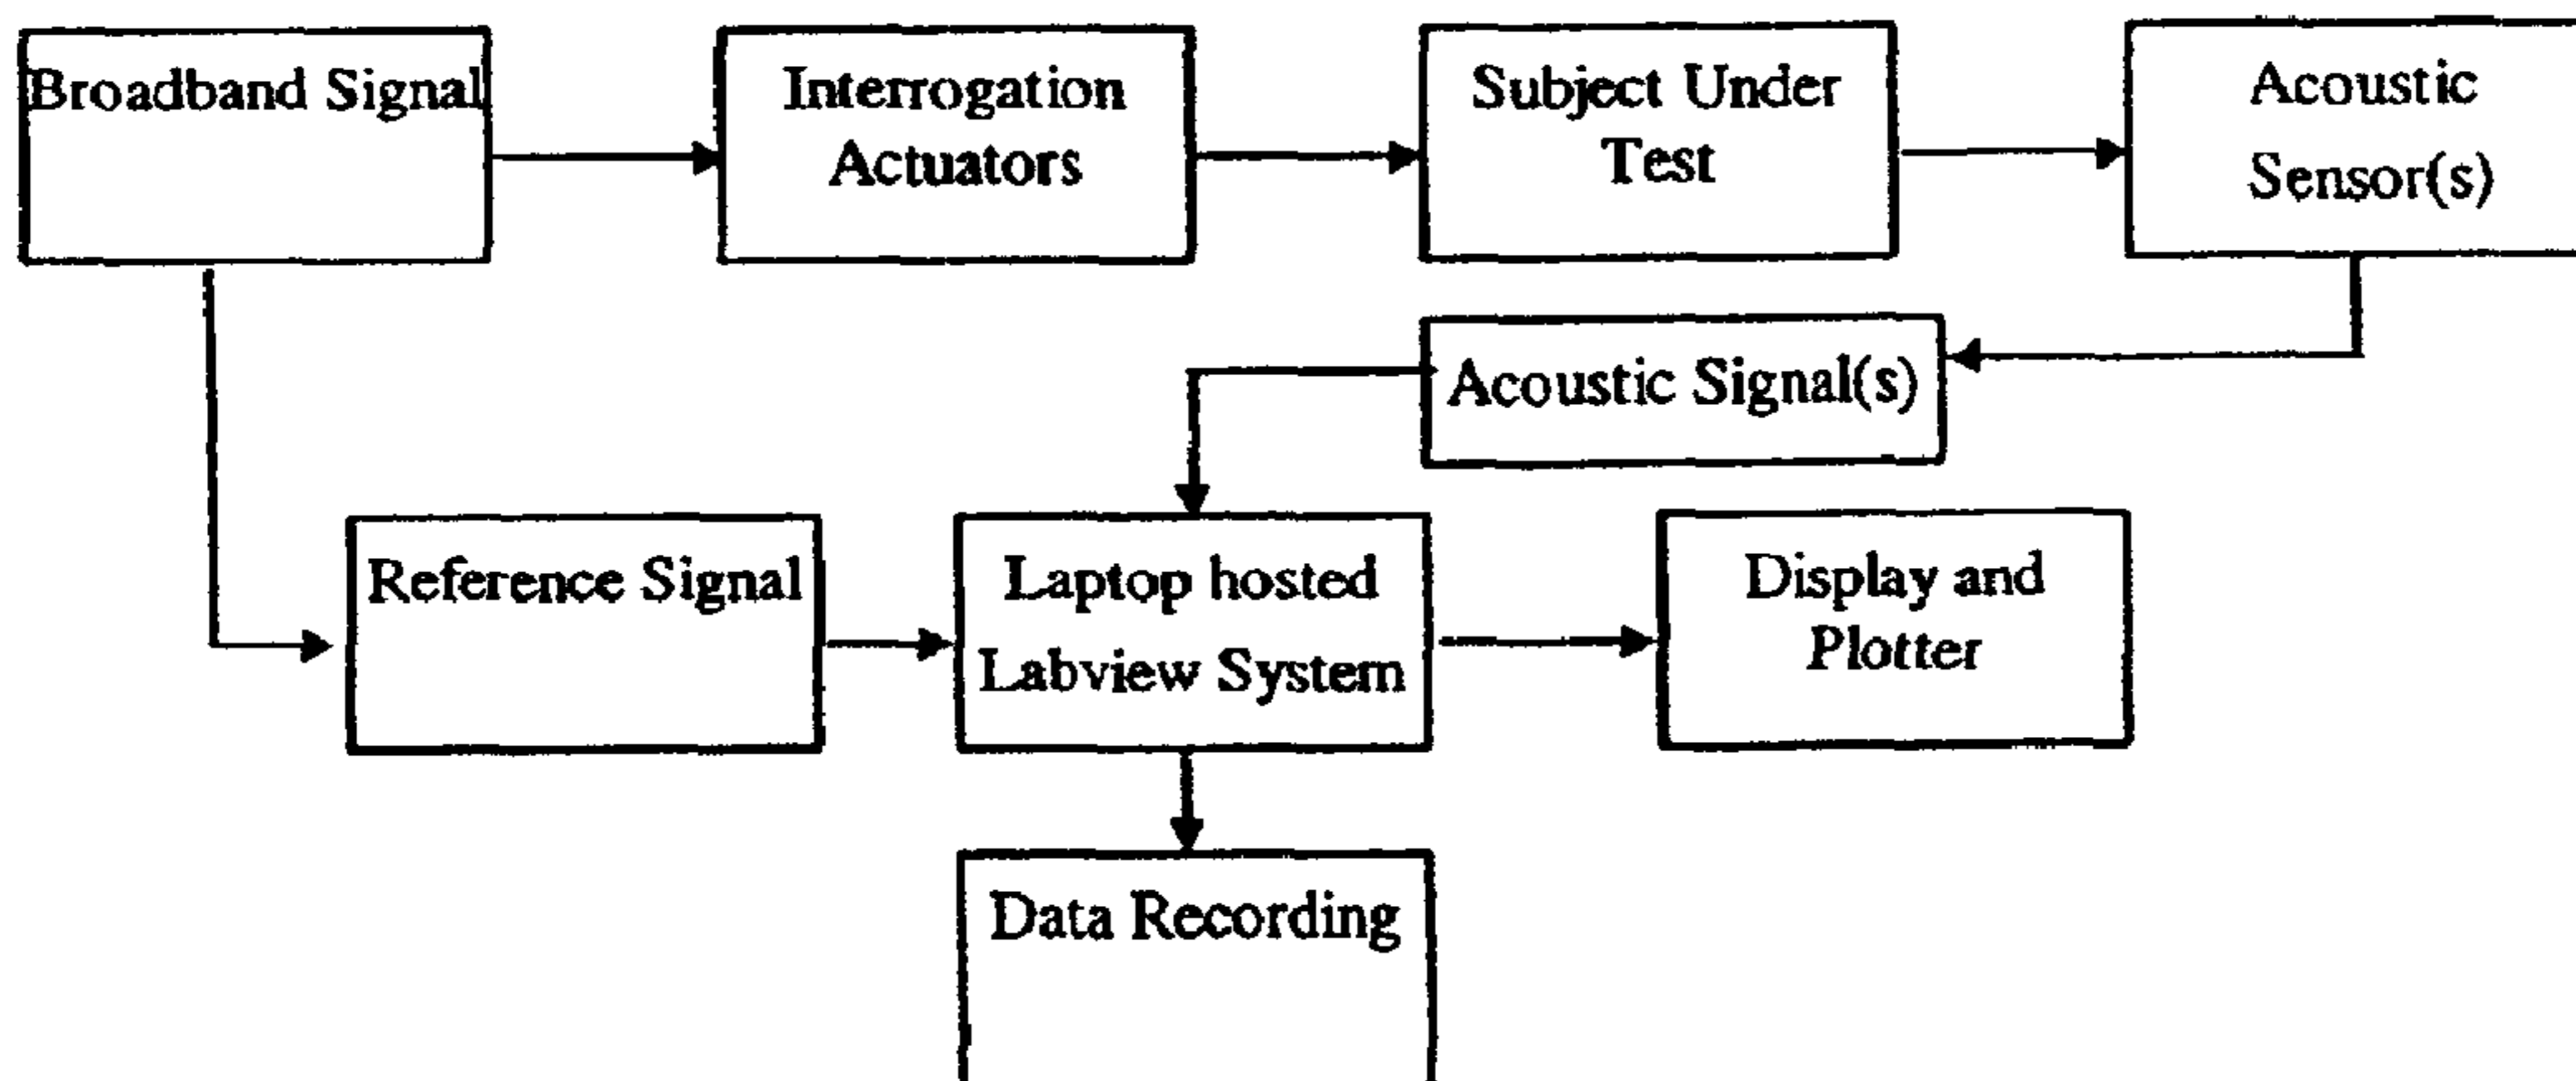 Broadband Signal
Interrogation
Actuators
Subject Under
Test
Acoustic
Sensor(s)
Acoustic Signal(s)
Reference Signal
Laptop hosted
Labview System
Display and
Plotter
Data Recording